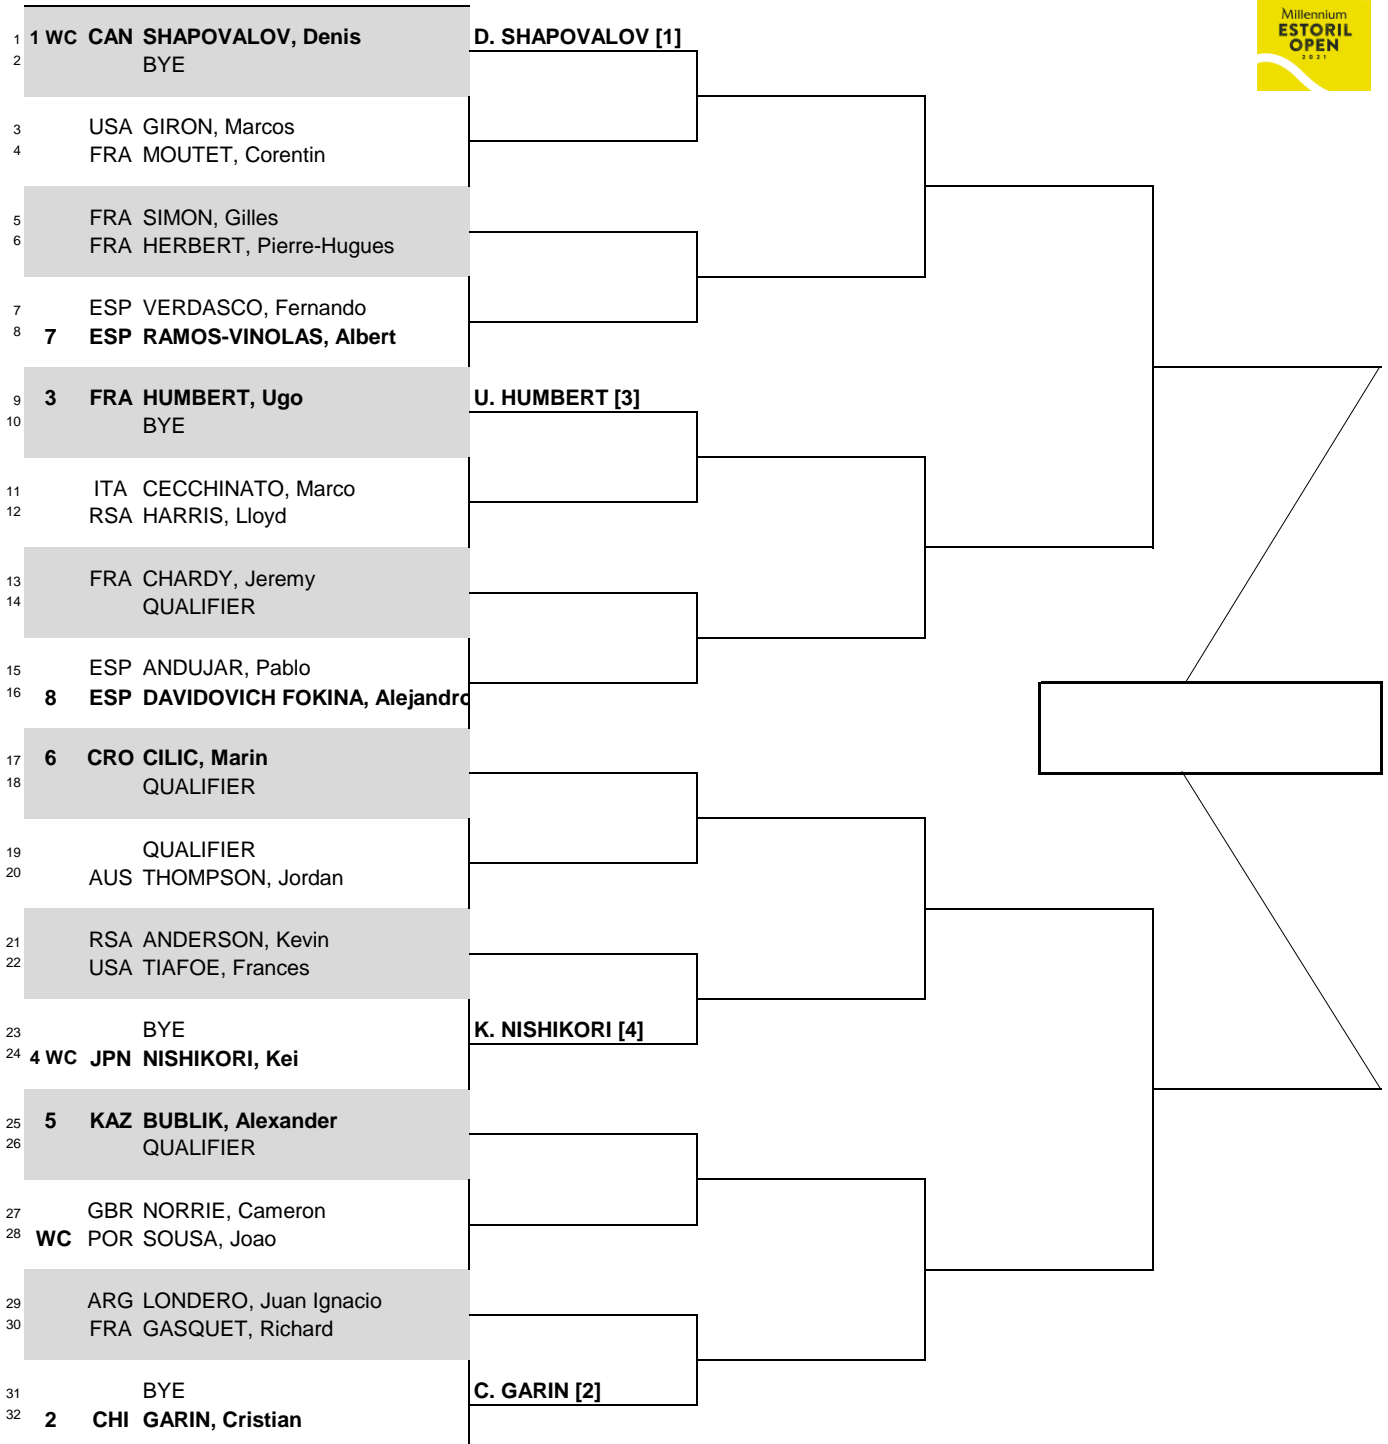 Millennium
ESTORIL
OPEN
2021
1 1 WC CAN SHAPOVALOV, Denis D. SHAPOVALOV [1]
2 BYE
3 USA GIRON, Marcos
4 FRA MOUTET, Corentin
5 FRA SIMON, Gilles
6 FRA HERBERT, Pierre-Hugues
7 ESP VERDASCO, Fernando
8 7 ESP RAMOS-VINOLAS, Albert
9 3 FRA HUMBERT, Ugo U. HUMBERT [3]
10 BYE
11 ITA CECCHINATO, Marco
12 RSA HARRIS, Lloyd
13 FRA CHARDY, Jeremy
14 QUALIFIER
15 ESP ANDUJAR, Pablo
16 8 ESP DAVIDOVICH FOKINA, Alejandro
17 6 CRO CILIC, Marin
18 QUALIFIER
19 QUALIFIER
20 AUS THOMPSON, Jordan
21 RSA ANDERSON, Kevin
22 USA TIAFOE, Frances
23 BYE K. NISHIKORI [4]
24 4 WC JPN NISHIKORI, Kei
25 5 KAZ BUBLIK, Alexander
26 QUALIFIER
27 GBR NORRIE, Cameron
28 WC POR SOUSA, Joao
29 ARG LONDERO, Juan Ignacio
30 FRA GASQUET, Richard
31 BYE C. GARIN [2]
32 2 CHI GARIN, Cristian